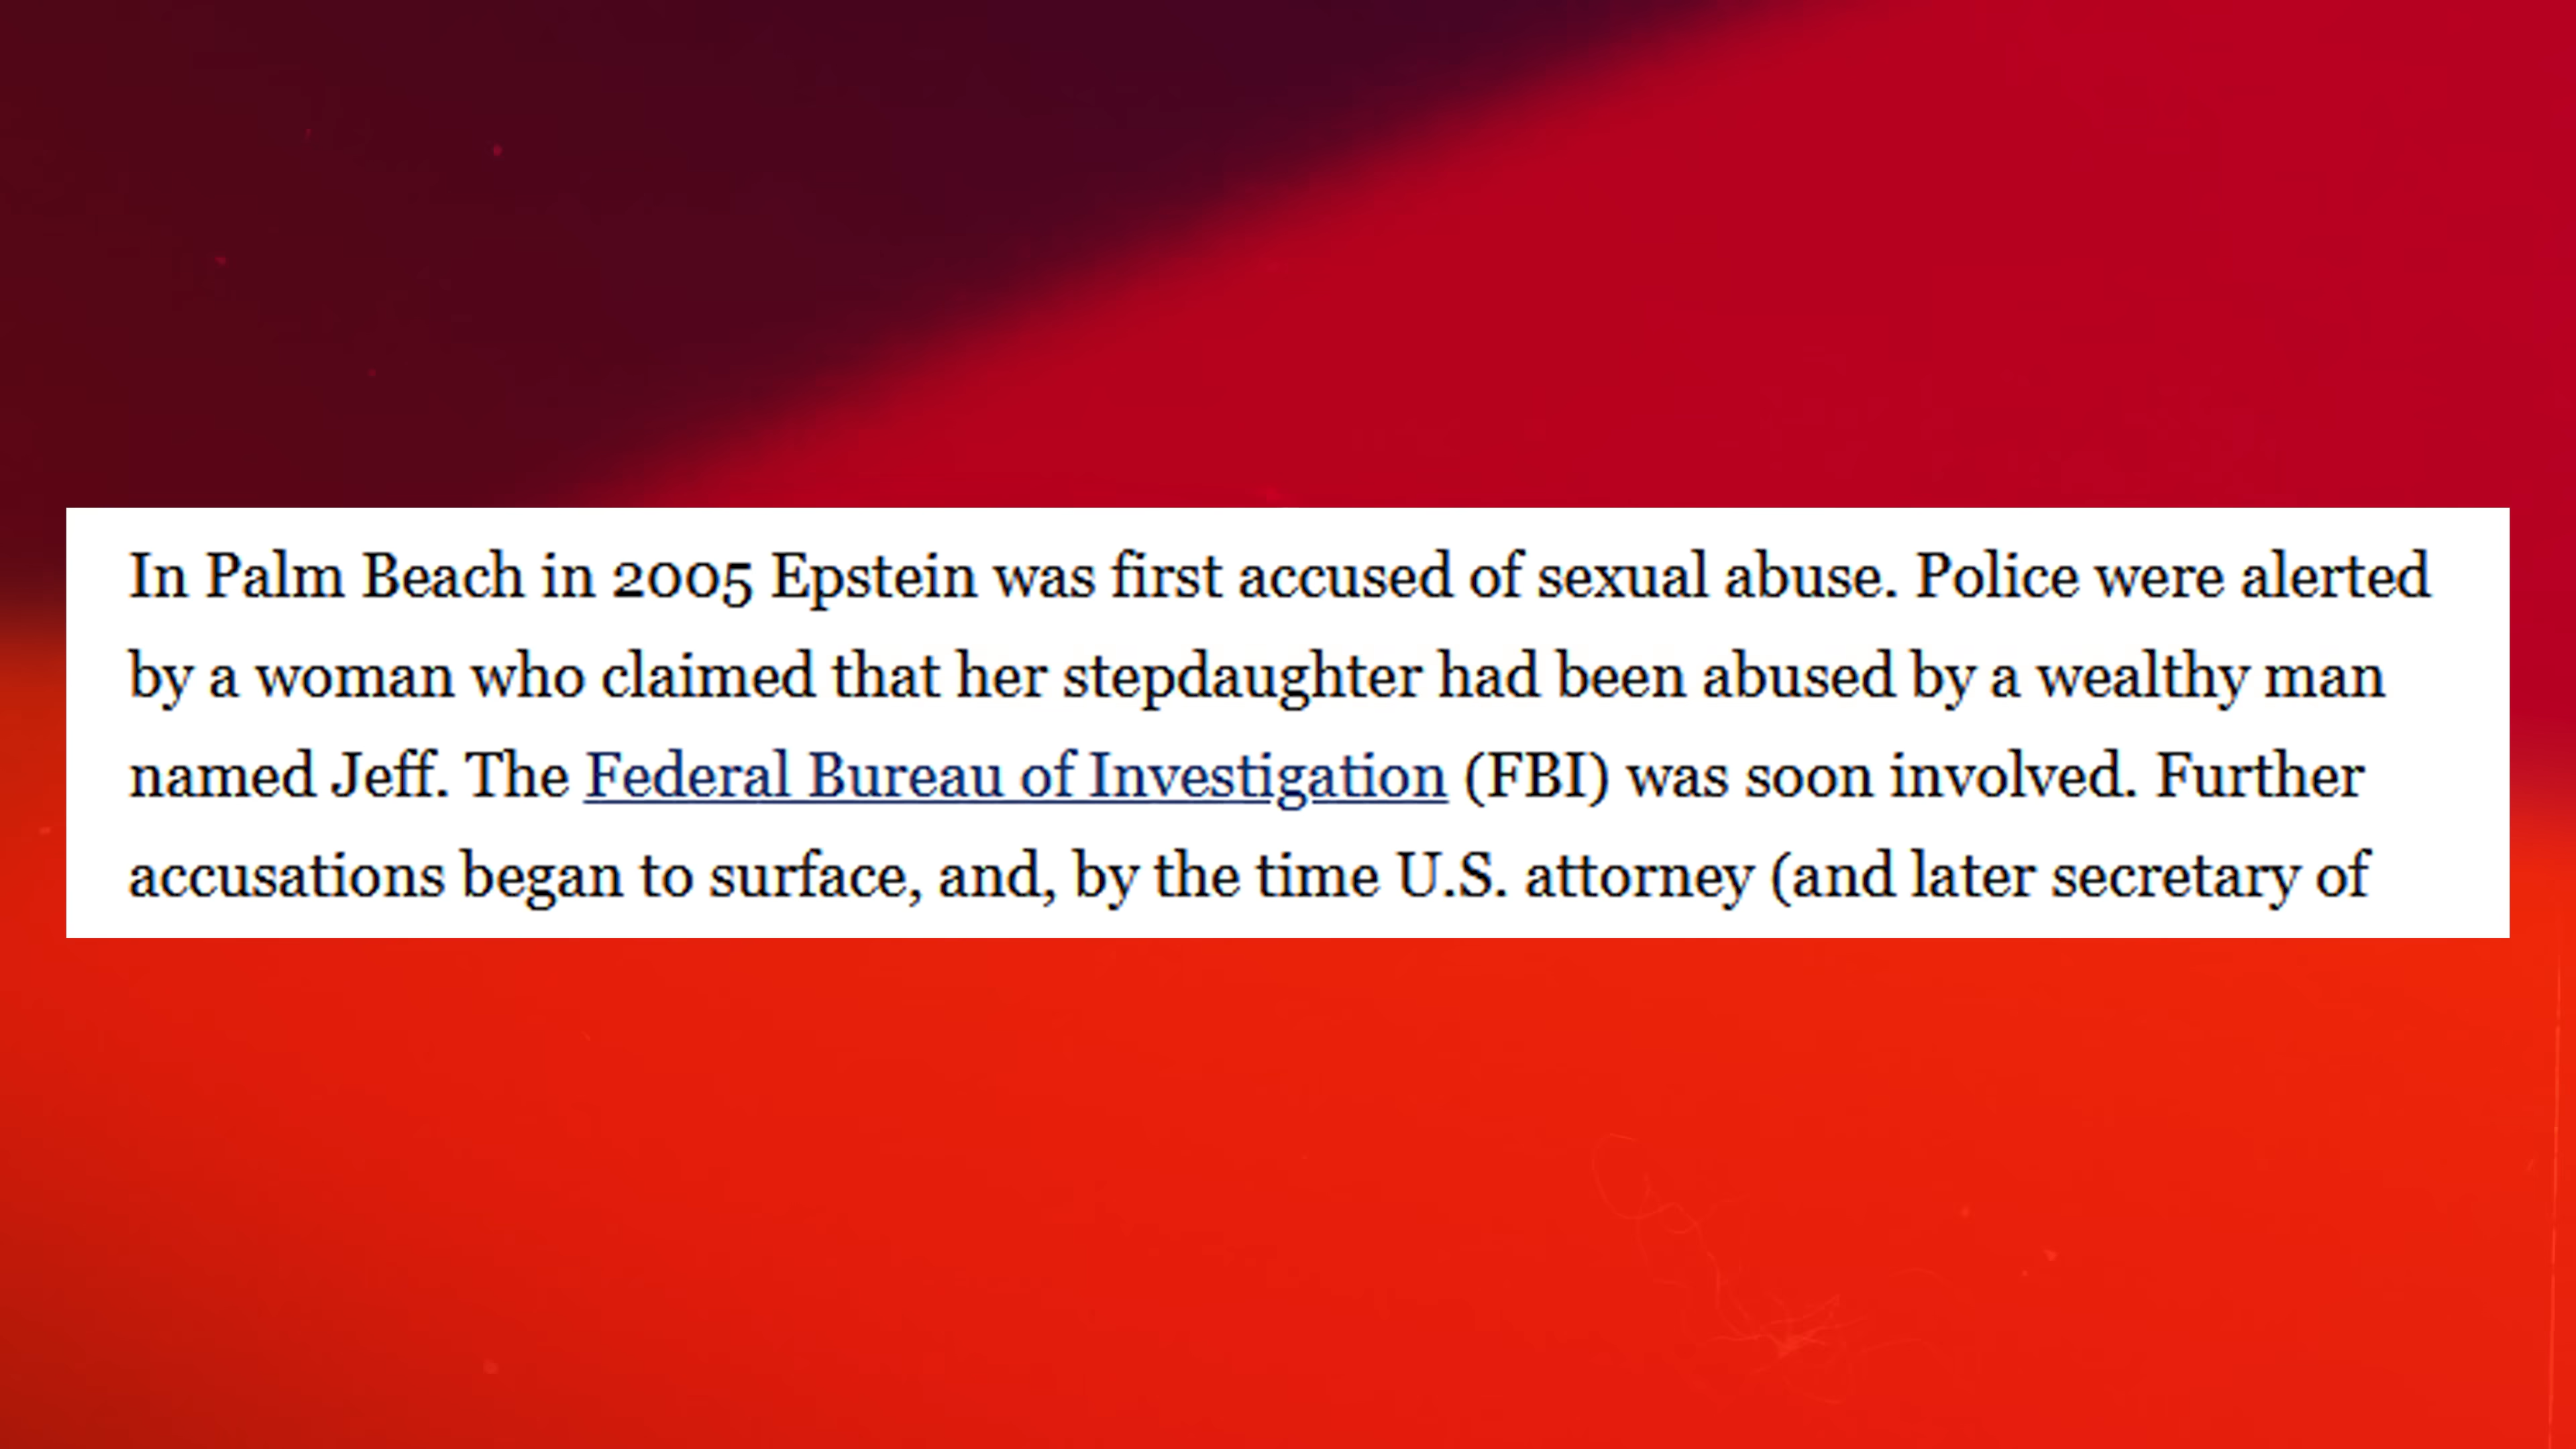 In Palm Beach in 2005 Epstein was first accused of sexual abuse. Police were alerted
by a woman who claimed that her stepdaughter had been abused by a wealthy man
named Jeff. The Federal Bureau of Investigation (FBI) was soon involved. Further
accusations began to surface, and, by the time U.S. attorney (and later secretary of